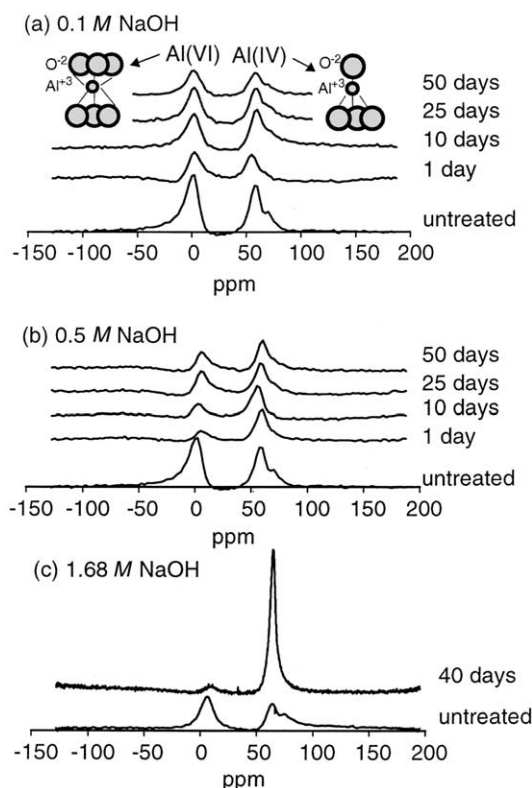 (a) 0.1 M NaOH
O-2 Al(VI) Al(IV) O-2
Al+3 Al+3
50 days
25 days
10 days
1 day
untreated
-150 -100 -50 0 50 100 150 200
ppm
(b) 0.5 M NaOH
50 days
25 days
10 days
1 day
untreated
-150 -100 -50 0 50 100 150 200
ppm
(c) 1.68 M NaOH
40 days
untreated
-150 -100 -50 0 50 100 150 200
ppm